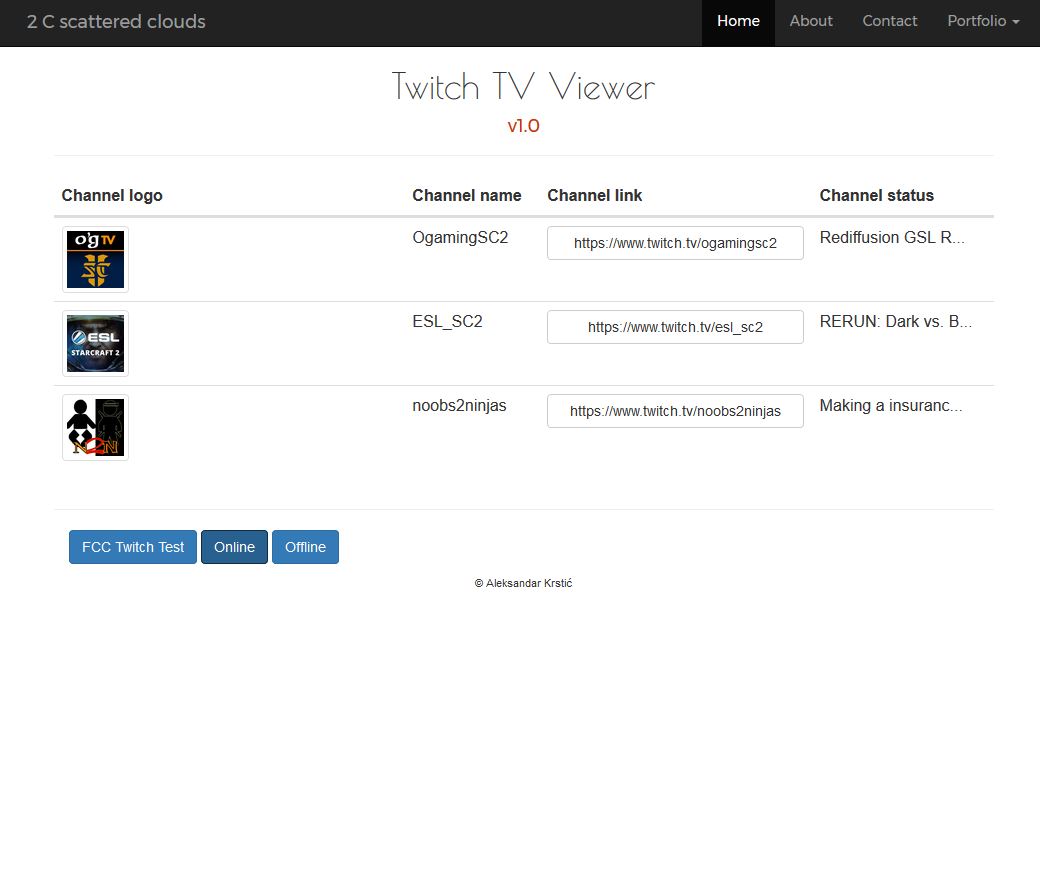 2 C scattered clouds
Home About Contact Portfolio
Twitch TV Viewer
v1.0
Channel logo Channel name Channel link Channel status
O'G TV
OgamingSC2 https://www.twitch.tv/ogamingsc2 Rediffusion GSL R...
ESL
STARCRAFT 2
ESL_SC2 https://www.twitch.tv/esl_sc2 RERUN: Dark vs. B...
N2N
noobs2ninjas https://www.twitch.tv/noobs2ninjas Making a insuranc...
FCC Twitch Test Online Offline
© Aleksandar Krstić